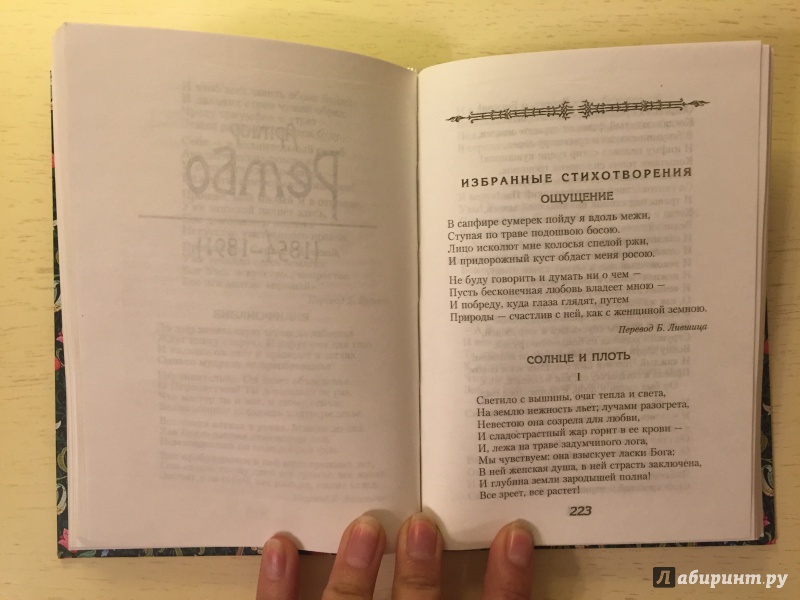 Артюр
Рембо
(1854–1891)
ИЗБРАННЫЕ СТИХОТВОРЕНИЯ
ОЩУЩЕНИЕ
В сапфире сумерек пойду я вдоль межи,
Ступая по траве подошвою босою.
Лицо исколют мне колосья спелой ржи,
И придорожный куст обдаст меня росою.
Не буду говорить и думать ни о чем —
Пусть бесконечная любовь владеет мною —
И побреду, куда глаза глядят, путем
Природы — счастлив с ней, как с женщиной земною.
Перевод Б. Лившица
СОЛНЦЕ И ПЛОТЬ
I
Светило с вышины, очаг тепла и света,
На землю нежность льет; лучами разогрета,
Невестою она созрела для любви,
И сладострастный жар горит в ее крови —
И, лежа на траве задумчивого лога,
Мы чувствуем: она взыскует ласки Бога;
В ней женская душа, в ней страсть заключена,
И глубина земли зародышей полна!
Все зреет, все растет!
223
Лабиринт.ру